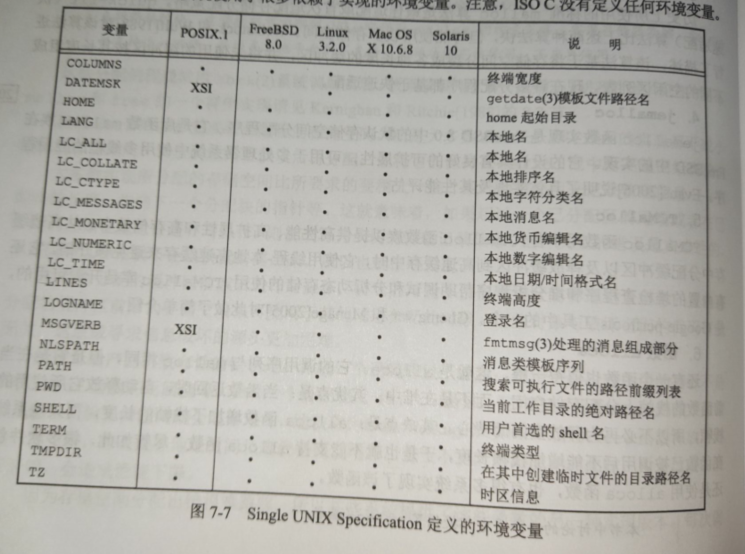 多依赖于实现的环境变量。注意，ISO C 没有定义任何环境变量。
变量 POSIX.1 FreeBSD 8.0 Linux 3.2.0 Mac OS X 10.6.8 Solaris 10 说 明
COLUMNS • • • • • 终端宽度
DATEMSK XSI • • • getdate(3)模板文件路径名
HOME • • • • • home 起始目录
LANG • • • • • 本地名
LC_ALL • • • • • 本地名
LC_COLLATE • • • • • 本地排序名
LC_CTYPE • • • • • 本地字符分类名
LC_MESSAGES • • • • • 本地消息名
LC_MONETARY • • • • • 本地货币编辑名
LC_NUMERIC • • • • • 本地数字编辑名
LC_TIME • • • • • 本地日期/时间格式名
LINES • • • • • 终端高度
LOGNAME • • • • • 登录名
MSGVERB XSI • • • • fmtmsg(3)处理的消息组成部分
NLSPATH • • • • • 消息类模板序列
PATH • • • • • 搜索可执行文件的路径前缀列表
PWD • • • • • 当前工作目录的绝对路径名
SHELL • • • • • 用户首选的 shell 名
TERM • • • • • 终端类型
TMPDIR • • • • • 在其中创建临时文件的目录路径名
TZ • • • • • 时区信息
图 7-7 Single UNIX Specification 定义的环境变量